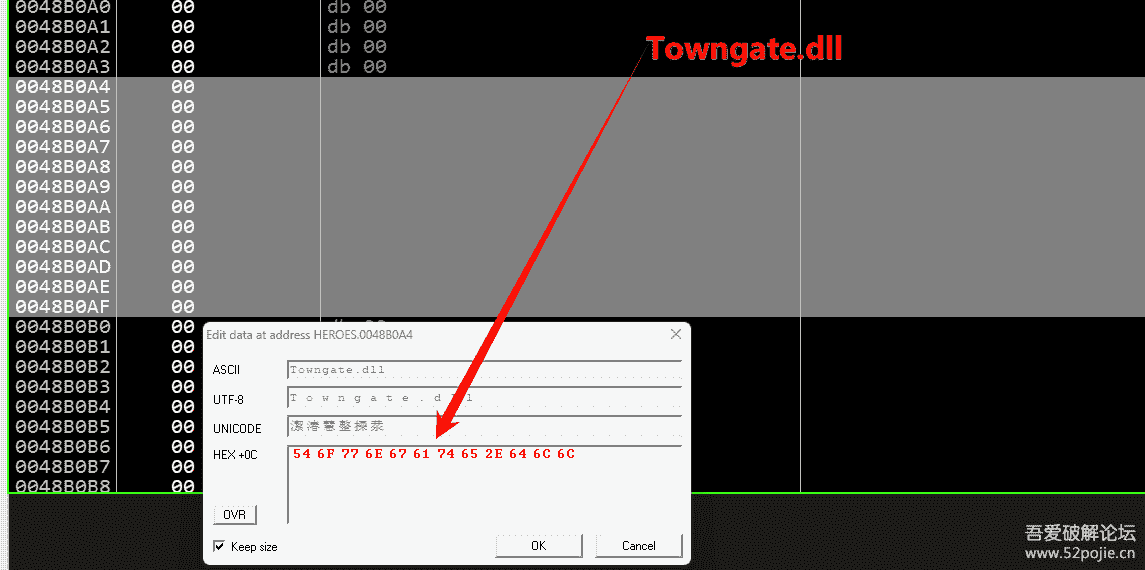 0048B0A0 00 db 00
0048B0A1 00 db 00
0048B0A2 00 db 00
0048B0A3 00 db 00
Towngate.dll
0048B0A4 00
0048B0A5 00
0048B0A6 00
0048B0A7 00
0048B0A8 00
0048B0A9 00
0048B0AA 00
0048B0AB 00
0048B0AC 00
0048B0AD 00
0048B0AE 00
0048B0AF 00
0048B0B0 00
0048B0B1 00
0048B0B2 00
0048B0B3 00
0048B0B4 00
0048B0B5 00
0048B0B6 00
0048B0B7 00
0048B0B8 00
Edit data at address HEROES.0048B0A4
ASCII Towngate.dll
UTF-8 T o w n g a t e . d l l
UNICODE
HEX +0C 54 6F 77 6E 67 61 74 65 2E 64 6C 6C
OVR
Keep size
OK Cancel
吾爱破解论坛
www.52pojie.cn